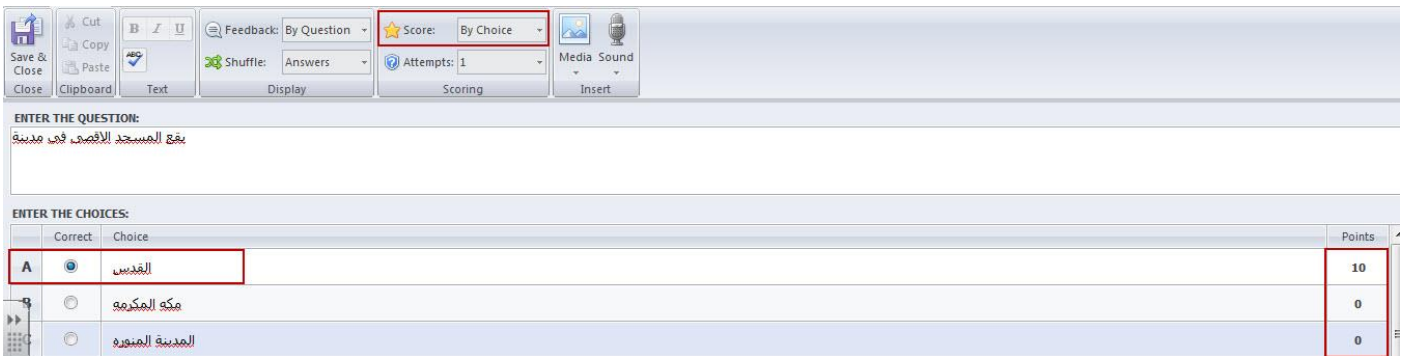 Save & Close
Cut
Copy
Paste
B I U
ABC
Feedback: By Question
Shuffle: Answers
Score: By Choice
Attempts: 1
Media Sound
Close Clipboard Text Display Scoring Insert
ENTER THE QUESTION:
يقع المسجد الاقصى في مدينة
ENTER THE CHOICES:
Correct Choice Points
A القدس 10
B مكه المكرمه 0
C المدينة المنوره 0